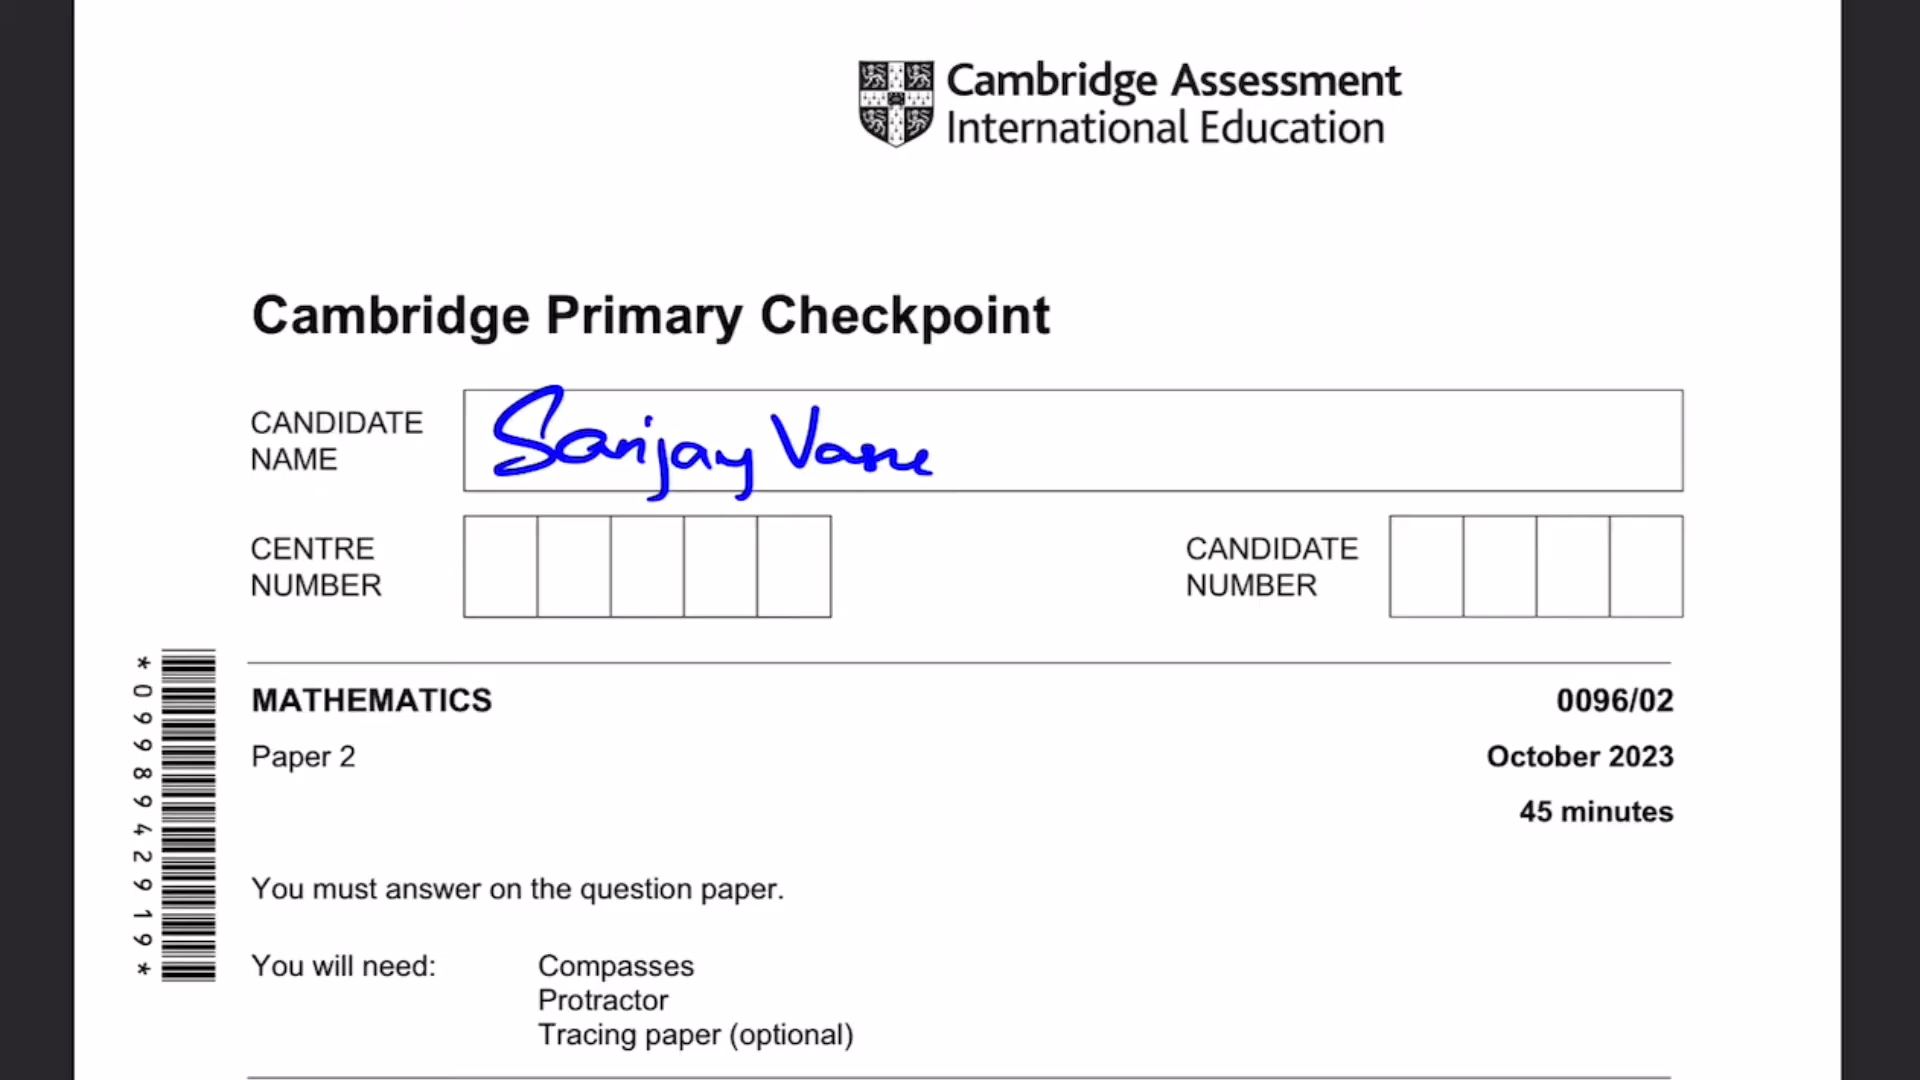 Cambridge Assessment
International Education
Cambridge Primary Checkpoint
CANDIDATE
NAME
Sanjay Vane
CENTRE
NUMBER
CANDIDATE
NUMBER
*0998942919*
MATHEMATICS
0096/02
Paper 2
October 2023
45 minutes
You must answer on the question paper.
You will need:
Compasses
Protractor
Tracing paper (optional)